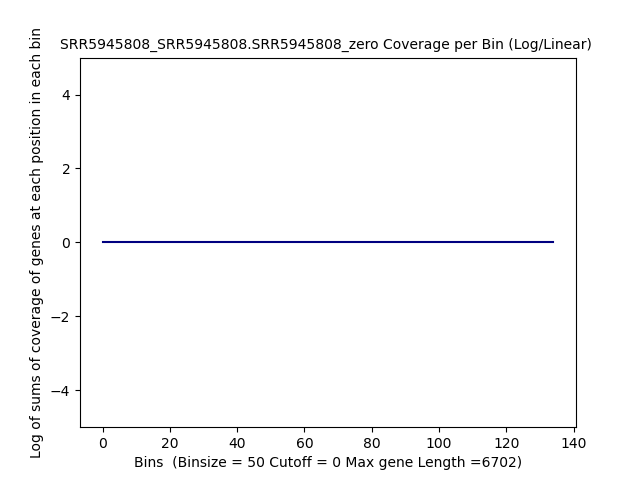 SRR5945808_SRR5945808.SRR5945808_zero Coverage per Bin (Log/Linear)
Log of sums of coverage of genes at each position in each bin
4
2
0
−2
−4
0 20 40 60 80 100 120 140
Bins  (Binsize = 50 Cutoff = 0 Max gene Length =6702)